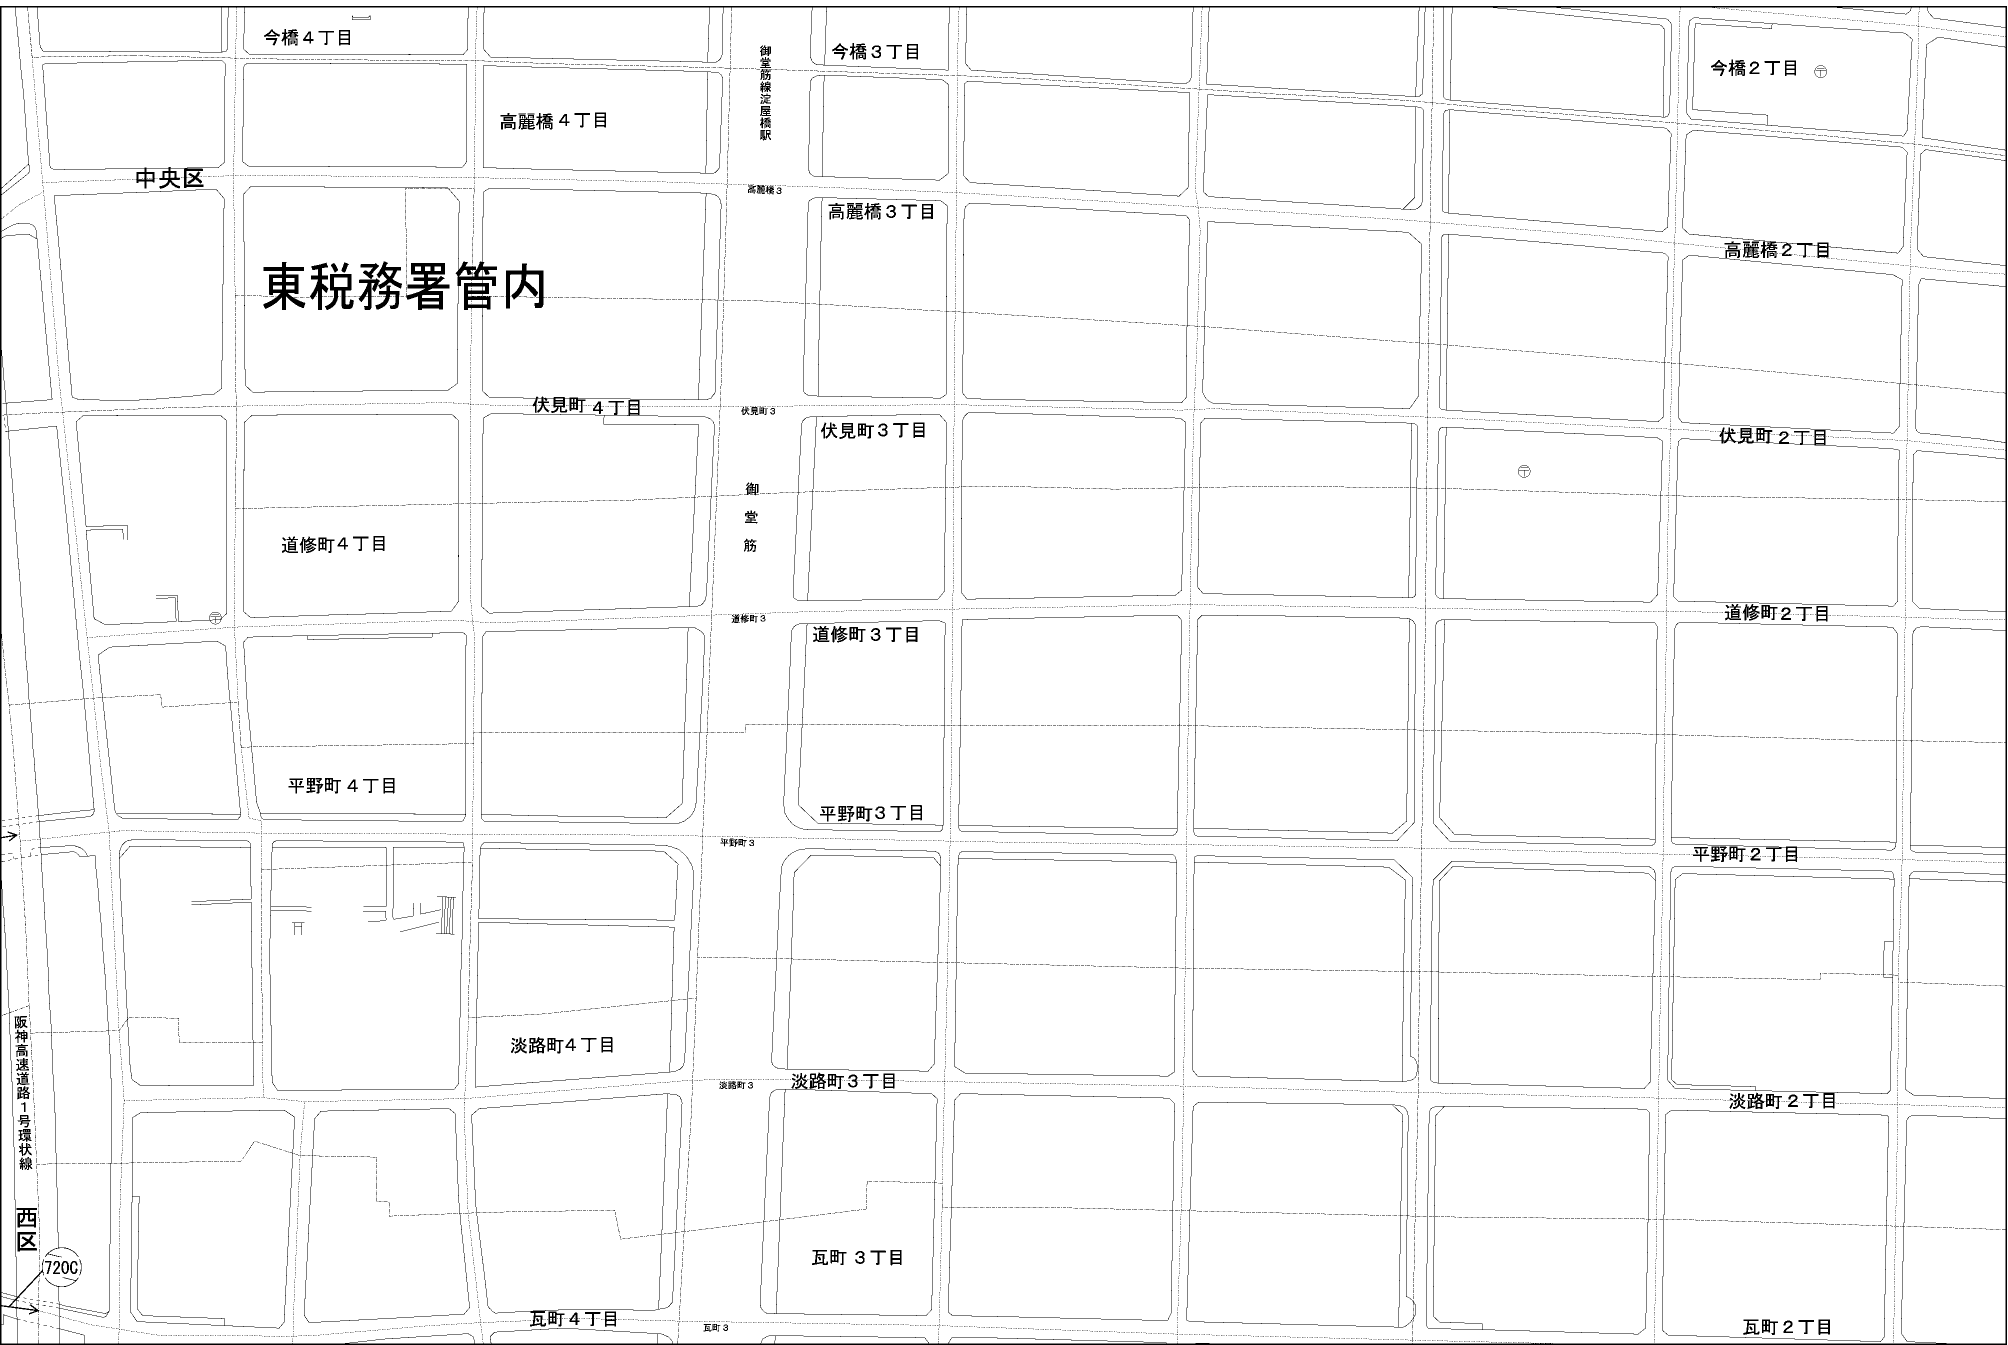 今橋４丁目
今橋３丁目
今橋２丁目
御堂筋線淀屋橋駅
高麗橋４丁目
中央区
高麗橋３
高麗橋３丁目
高麗橋２丁目
東税務署管内
伏見町４丁目
伏見町３
伏見町３丁目
伏見町２丁目
御堂筋
道修町４丁目
道修町３
道修町３丁目
道修町２丁目
平野町４丁目
平野町３丁目
平野町３
平野町２丁目
淡路町４丁目
阪神高速道路１号環状線
淡路町３
淡路町３丁目
淡路町２丁目
西区
720C
瓦町３丁目
瓦町４丁目
瓦町３
瓦町２丁目